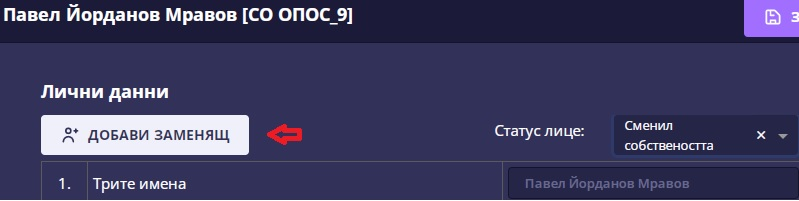 Павел Йорданов Мравов [СО ОПОС_9]
Лични данни
ДОБАВИ ЗАМЕНЯЩ
Статус лице:
Сменил
собствеността
1.
Трите имена
Павел Йорданов Мравов